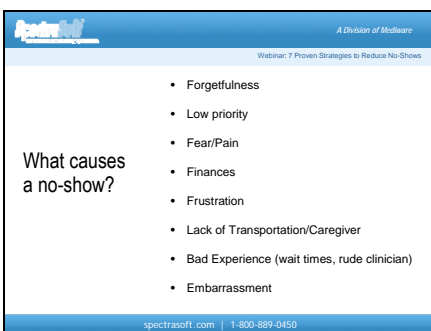 SpectraSoft
A Division of Mediware
Webinar: 7 Proven Strategies to Reduce No-Shows
What causes
a no-show?
• Forgetfulness
• Low priority
• Fear/Pain
• Finances
• Frustration
• Lack of Transportation/Caregiver
• Bad Experience (wait times, rude clinician)
• Embarrassment
spectrasoft.com | 1-800-889-0450